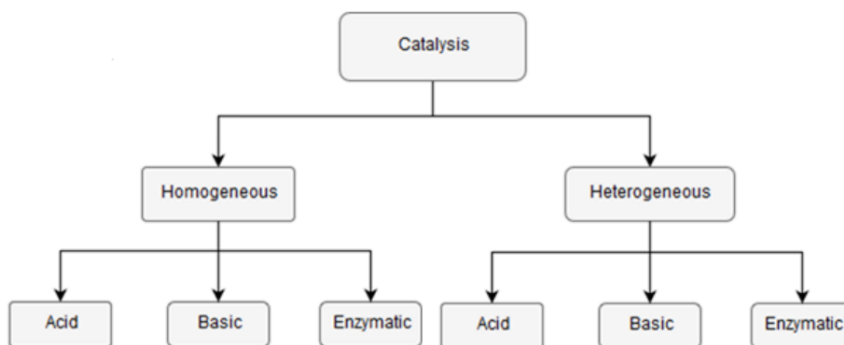 Catalysis
Homogeneous
Heterogeneous
Acid
Basic
Enzymatic
Acid
Basic
Enzymatic